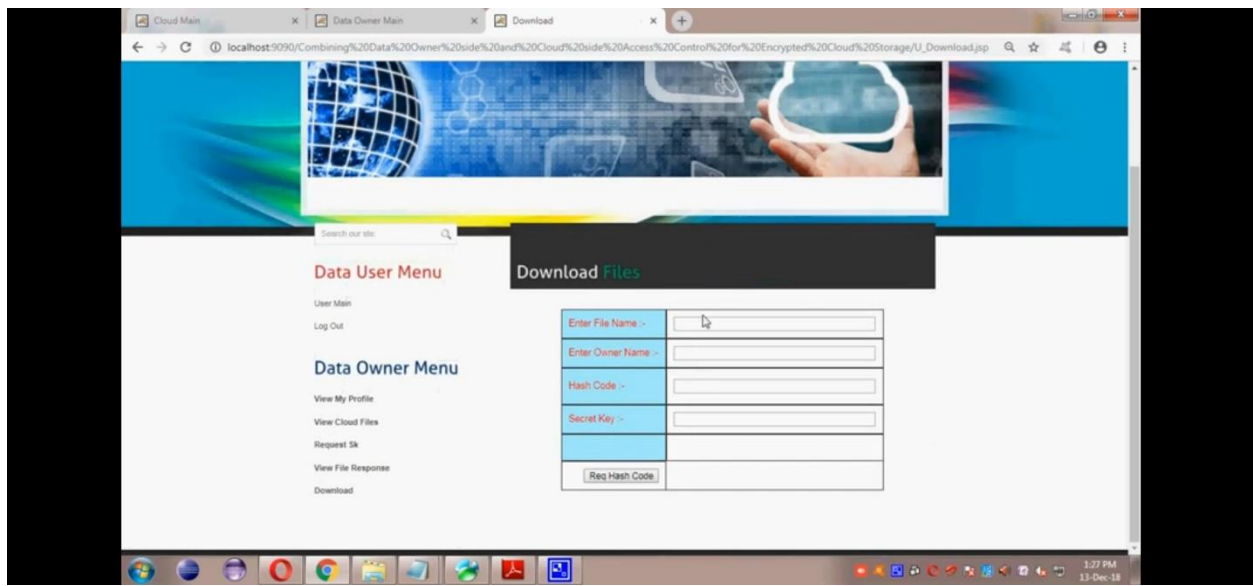 Cloud Main
Data Owner Main
Download
localhost:9090/Combining%20Data%20Owner%20side%20and%20Cloud%20side%20Access%20Control%20for%20Encrypted%20Cloud%20Storage/U_Download.jsp
Search our site:
Data User Menu
User Main
Log Out
Data Owner Menu
View My Profile
View Cloud Files
Request Sk
View File Response
Download
Download Files
Enter File Name :-
Enter Owner Name :-
Hash Code :-
Secret Key :-
Req Hash Code
1:27 PM
13-Dec-18